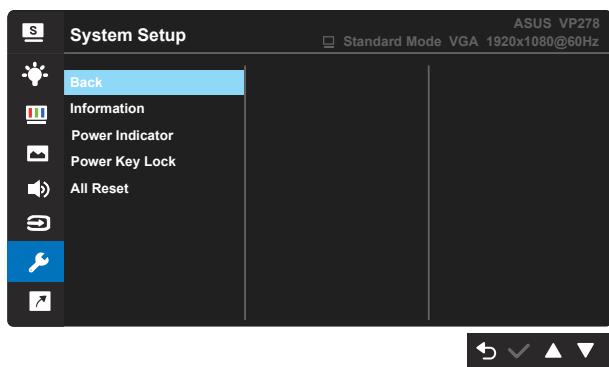 S
System Setup
ASUS VP278
Standard Mode VGA 1920x1080@60Hz
Back
Information
Power Indicator
Power Key Lock
All Reset